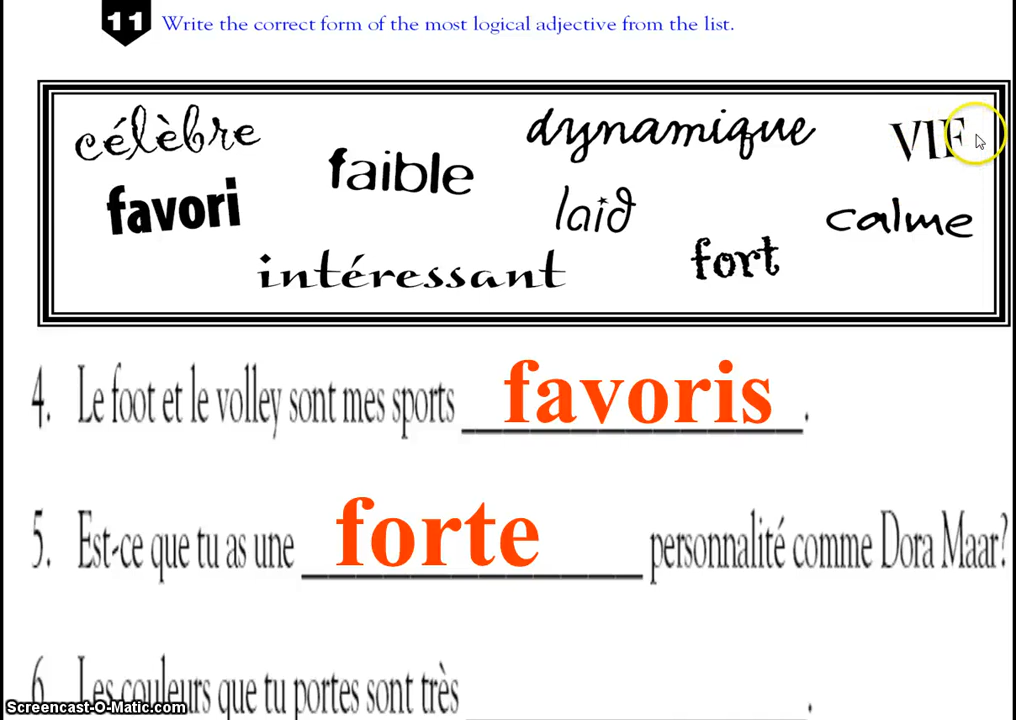 11 Write the correct form of the most logical adjective from the list.
célèbre dynamique VIF
favori faible laid calme
intéressant fort
4. Le foot et le volley sont mes sports favoris.
5. Est-ce que tu as une forte personnalité comme Dora Maar?
6. Les couleurs que tu portes sont très ____.
Screencast-O-Matic.com